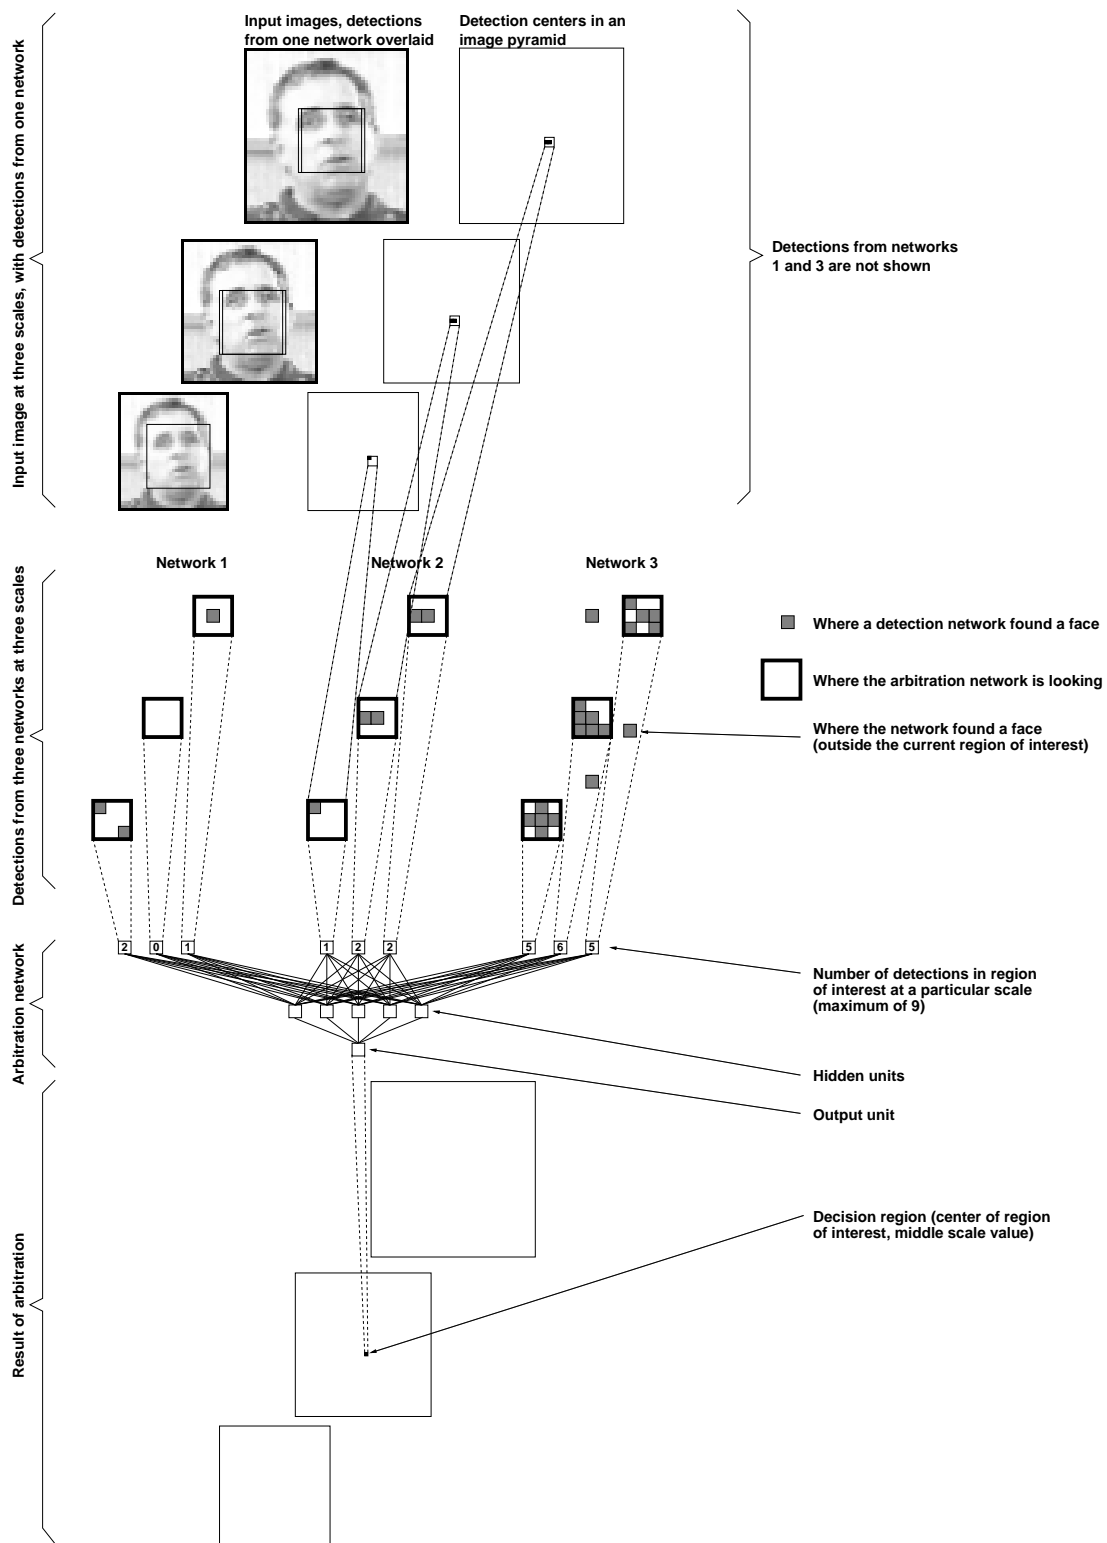 Input images, detections
from one network overlaid
Detection centers in an
image pyramid
Input image at three scales, with detections from one network
Detections from networks
1 and 3 are not shown
Network 1
Network 2
Network 3
Detections from three networks at three scales
Where a detection network found a face
Where the arbitration network is looking
Where the network found a face
(outside the current region of interest)
2 0 1 1 2 2 5 6 5
Arbitration network
Number of detections in region
of interest at a particular scale
(maximum of 9)
Hidden units
Output unit
Decision region (center of region
of interest, middle scale value)
Result of arbitration